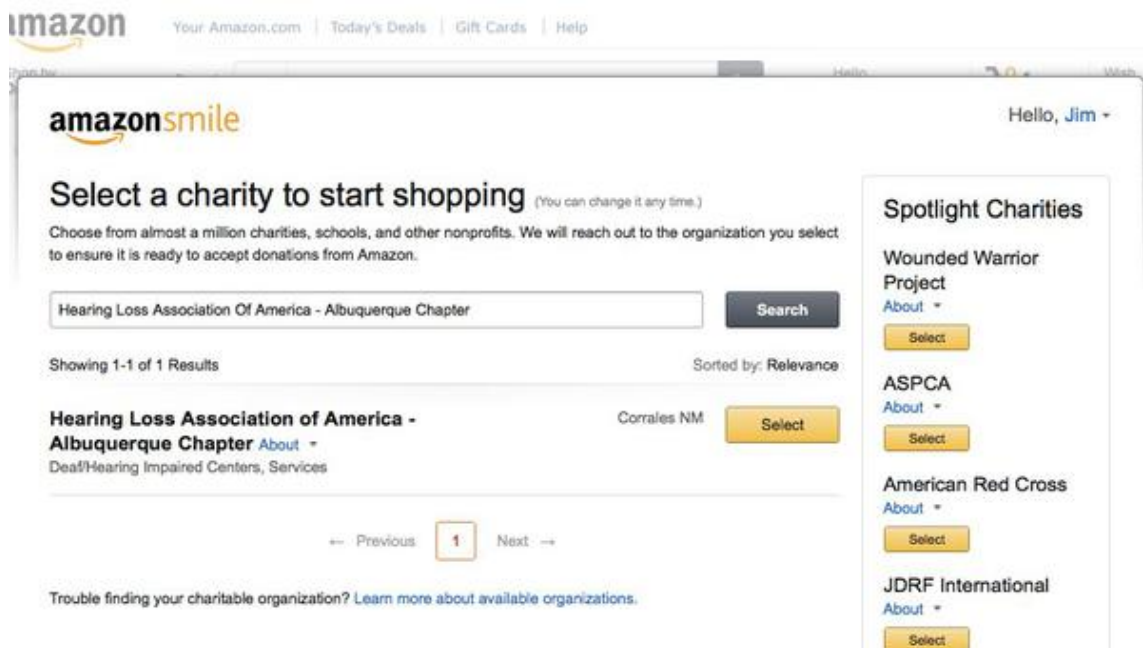 amazon
Your Amazon.com | Today's Deals | Gift Cards | Help
Shop by
Hello
Wish
amazonsmile
Hello, Jim
Select a charity to start shopping (You can change it any time.)
Choose from almost a million charities, schools, and other nonprofits. We will reach out to the organization you select
to ensure it is ready to accept donations from Amazon.
Hearing Loss Association Of America - Albuquerque Chapter
Search
Showing 1-1 of 1 Results
Sorted by: Relevance
Hearing Loss Association of America -
Albuquerque Chapter About
Deaf/Hearing Impaired Centers, Services
Corrales NM
Select
← Previous 1 Next →
Trouble finding your charitable organization? Learn more about available organizations.
Spotlight Charities
Wounded Warrior
Project
About
Select
ASPCA
About
Select
American Red Cross
About
Select
JDRF International
About
Select